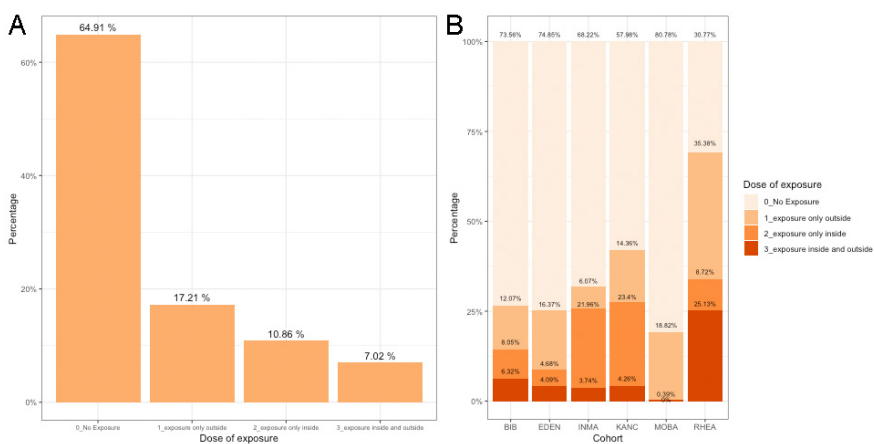 A
64.91 %
17.21 %
10.86 %
7.02 %
60%
40%
20%
0%
Percentage
0_No Exposure
1_exposure only outside
2_exposure only inside
3_exposure inside and outside
Dose of exposure
B
73.56%
74.85%
68.22%
57.98%
80.78%
30.77%
100%
75%
50%
25%
0%
Percentage
12.07%
8.05%
6.32%
16.37%
4.68%
4.09%
6.07%
21.96%
3.74%
14.36%
23.4%
4.26%
18.82%
0.39%
0%
35.38%
8.72%
25.13%
BIB
EDEN
INMA
KANC
MOBA
RHEA
Cohort
Dose of exposure
0_No Exposure
1_exposure only outside
2_exposure only inside
3_exposure inside and outside